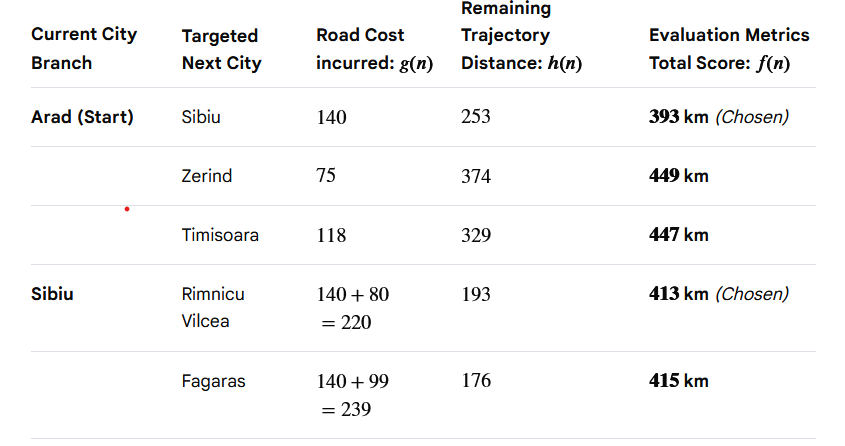 Current City Branch | Targeted Next City | Road Cost incurred: g(n) | Remaining Trajectory Distance: h(n) | Evaluation Metrics Total Score: f(n)
Arad (Start) | Sibiu | 140 | 253 | 393 km (Chosen)
Zerind | 75 | 374 | 449 km
Timisoara | 118 | 329 | 447 km
Sibiu | Rimnicu Vilcea | 140 + 80 = 220 | 193 | 413 km (Chosen)
Fagaras | 140 + 99 = 239 | 176 | 415 km